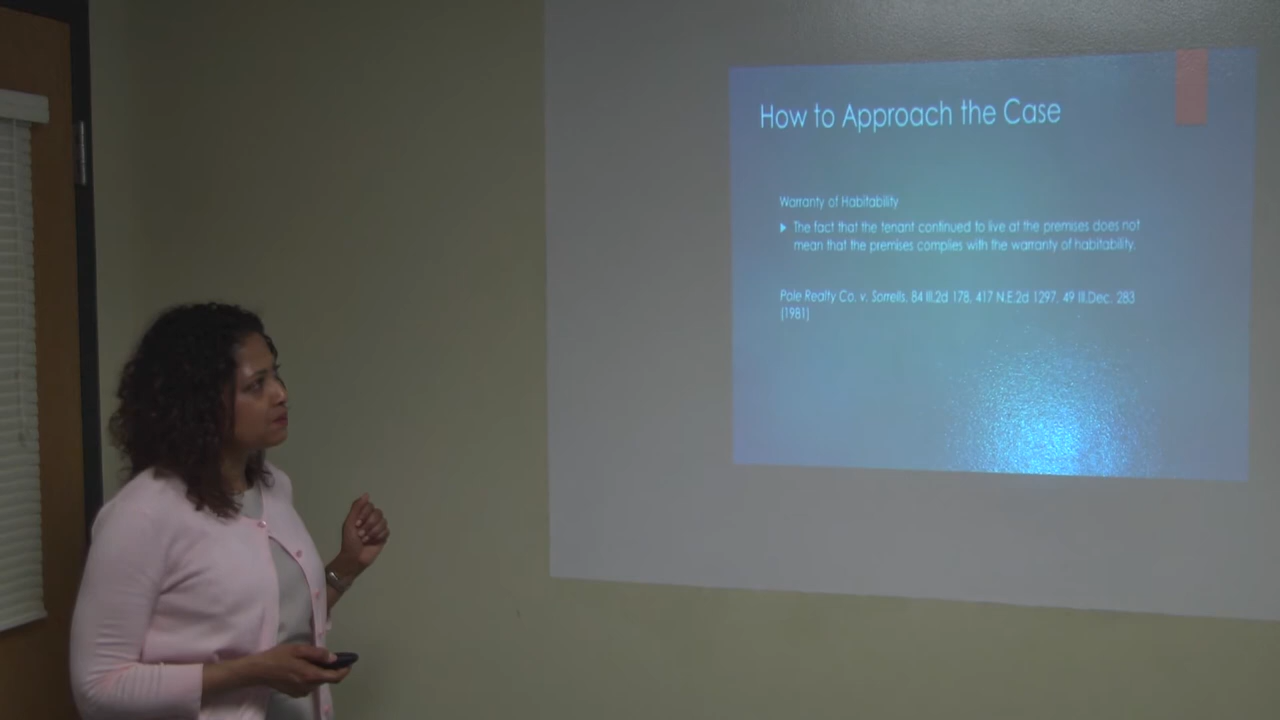 How to Approach the Case
Warranty of Habitability
The fact that the tenant continued to live at the premises does not
mean that the premises complies with the warranty of habitability.
Pole Realty Co. v. Sorrells, 84 Ill.2d 178, 417 N.E.2d 1297, 49 Ill.Dec. 283
(1981)